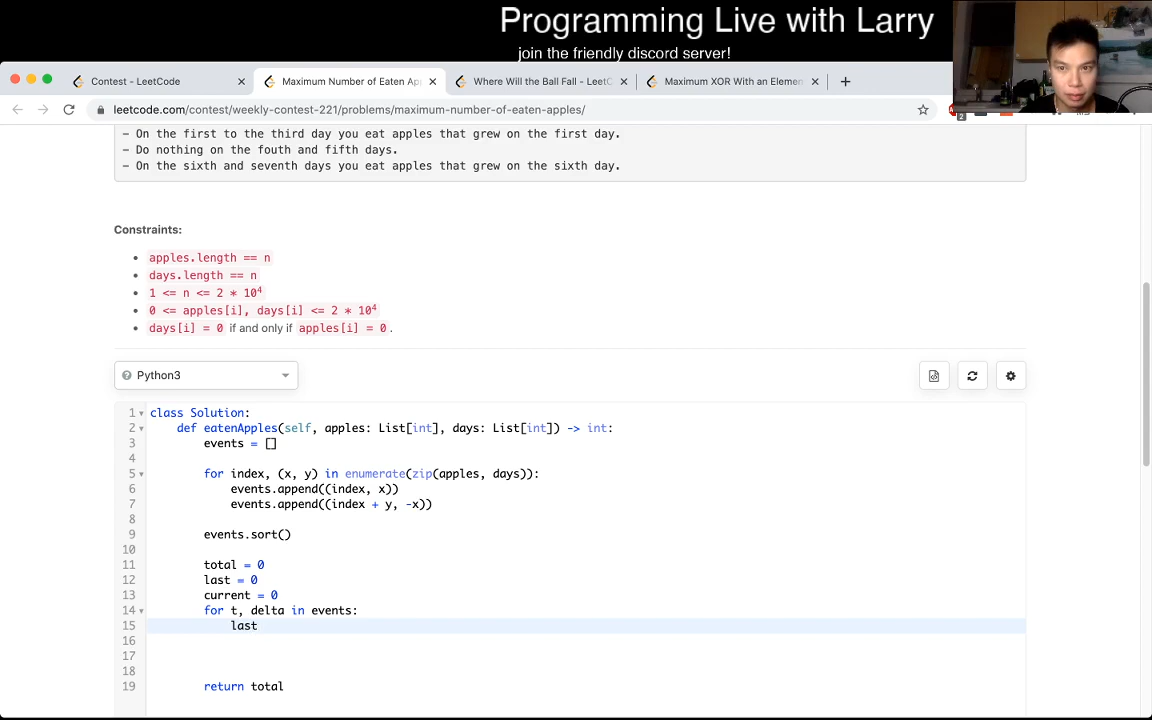 Programming Live with Larry
join the friendly discord server!
Contest - LeetCode
Maximum Number of Eaten Ap
Where Will the Ball Fall - LeetC
Maximum XOR With an Elemen
leetcode.com/contest/weekly-contest-221/problems/maximum-number-of-eaten-apples/
2
- On the first to the third day you eat apples that grew on the first day.
- Do nothing on the fouth and fifth days.
- On the sixth and seventh days you eat apples that grew on the sixth day.
Constraints:
apples.length == n
days.length == n
1 <= n <= 2 * 10⁴
0 <= apples[i], days[i] <= 2 * 10⁴
days[i] = 0 if and only if apples[i] = 0.
Python3
1 class Solution:
2 def eatenApples(self, apples: List[int], days: List[int]) -> int:
3 events = []
4
5 for index, (x, y) in enumerate(zip(apples, days)):
6 events.append((index, x))
7 events.append((index + y, -x))
8
9 events.sort()
10
11 total = 0
12 last = 0
13 current = 0
14 for t, delta in events:
15 last
16
17
18
19 return total